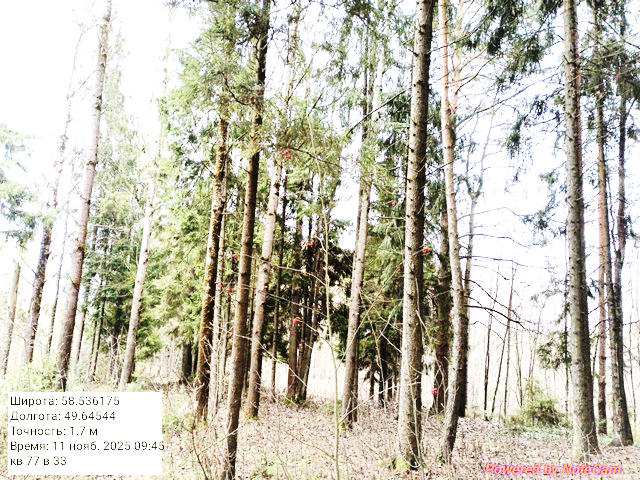 Широта: 58.536175
Долгота: 49.64544
Точность: 1.7 м
Время: 11 нояб. 2025 09:45
кв 77 в 33
Powered by NoteCam